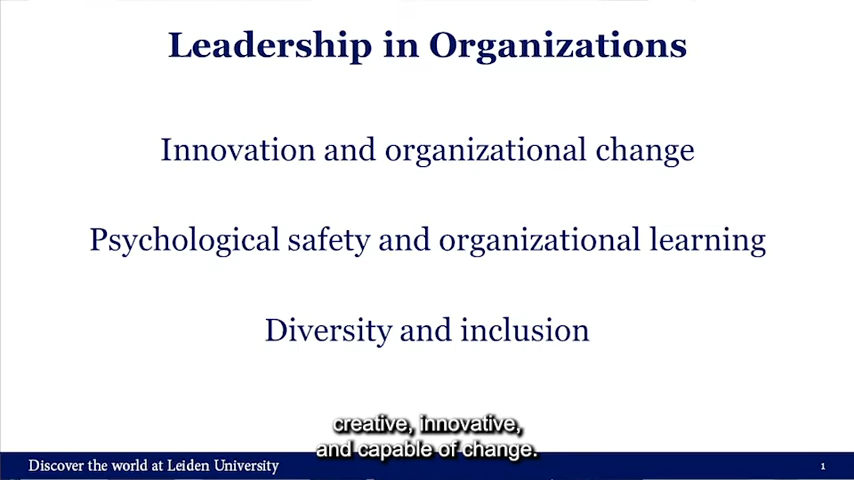 Leadership in Organizations
Innovation and organizational change
Psychological safety and organizational learning
Diversity and inclusion
creative, innovative,
and capable of change.
Discover the world at Leiden University
1